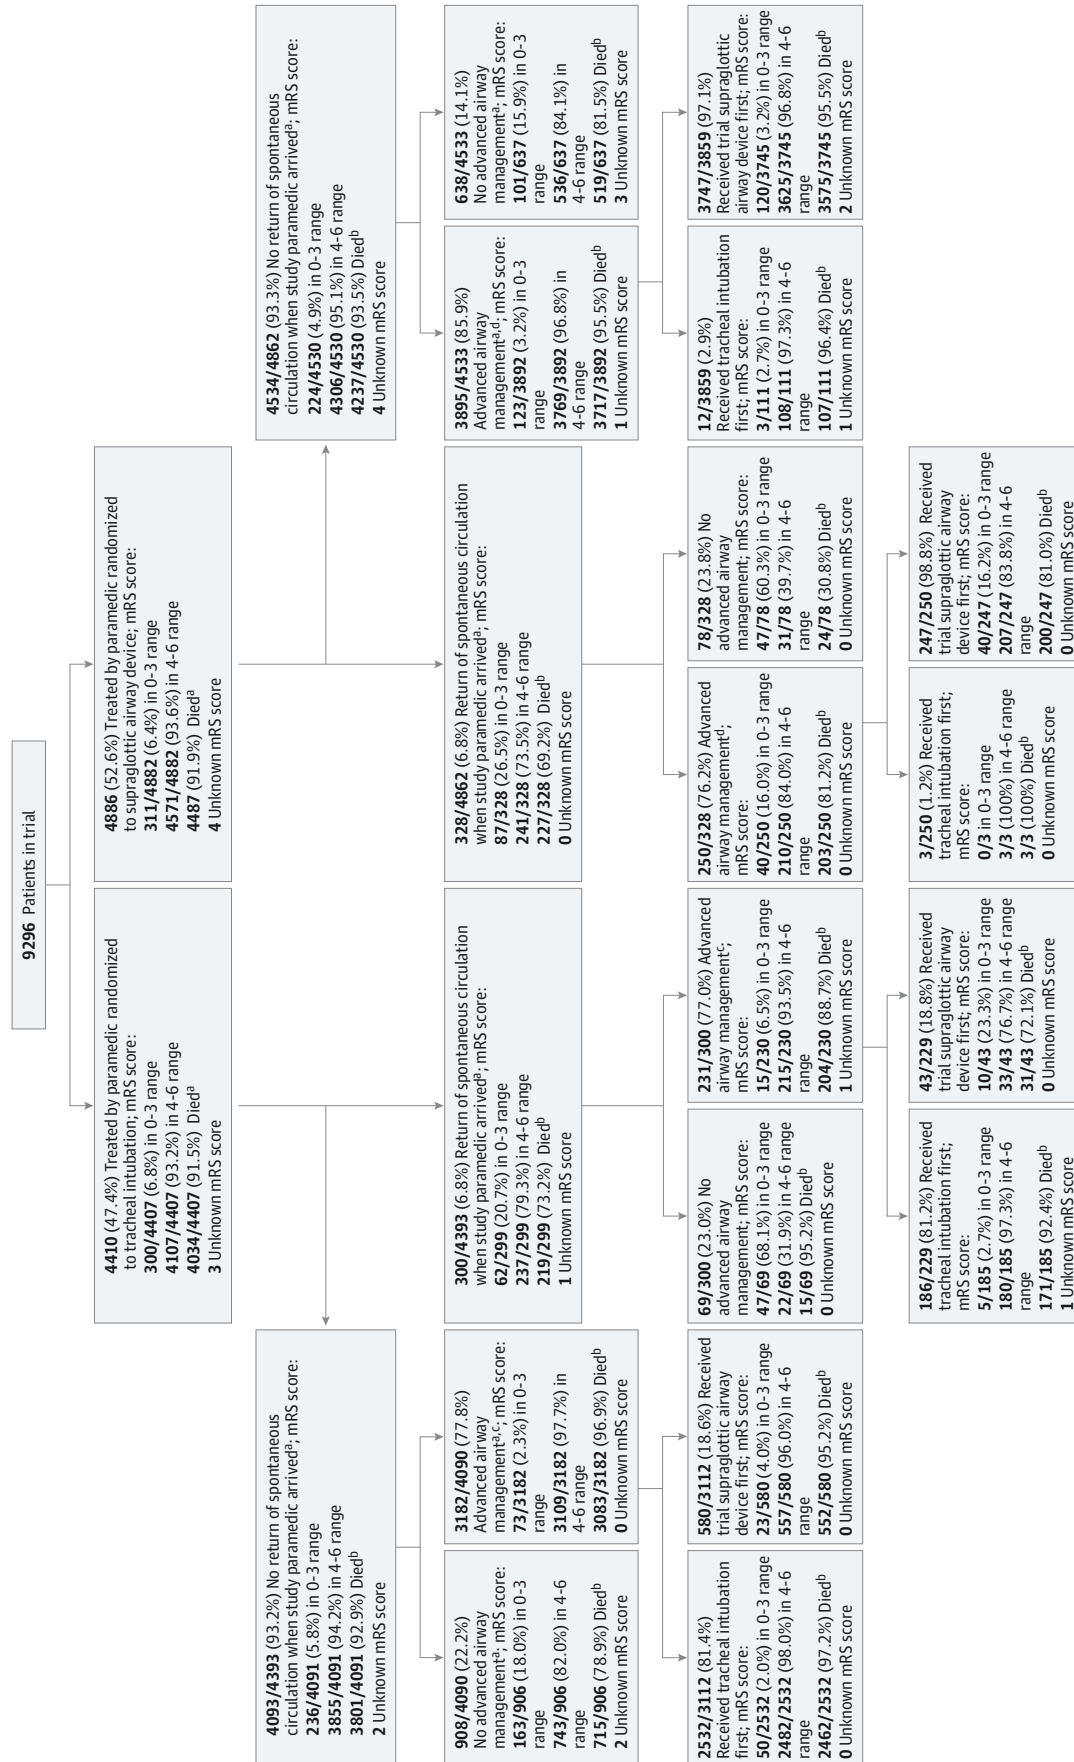 9296 Patients in trial
4410 (47.4%) Treated by paramedic randomized
to tracheal intubation; mRS score:
300/4407 (6.8%) in 0-3 range
4107/4407 (93.2%) in 4-6 range
4034/4407 (91.5%) Diedᵃ
3 Unknown mRS score
4886 (52.6%) Treated by paramedic randomized
to supraglottic airway device; mRS score:
311/4882 (6.4%) in 0-3 range
4571/4882 (93.6%) in 4-6 range
4487 (91.9%) Diedᵃ
4 Unknown mRS score
4093/4393 (93.2%) No return of spontaneous
circulation when study paramedic arrivedᵃ; mRS score:
236/4091 (5.8%) in 0-3 range
3855/4091 (94.2%) in 4-6 range
3801/4091 (92.9%) Diedᵇ
2 Unknown mRS score
4534/4862 (93.3%) No return of spontaneous
circulation when study paramedic arrivedᵃ; mRS score:
224/4530 (4.9%) in 0-3 range
4306/4530 (95.1%) in 4-6 range
4237/4530 (93.5%) Diedᵇ
4 Unknown mRS score
908/4090 (22.2%)
No advanced airway
managementᵃ; mRS score:
163/906 (18.0%) in 0-3
range
743/906 (82.0%) in 4-6
range
715/906 (78.9%) Diedᵇ
2 Unknown mRS score
3182/4090 (77.8%)
Advanced airway
managementᵃ,ᶜ; mRS score:
73/3182 (2.3%) in 0-3
range
3109/3182 (97.7%) in
4-6 range
3083/3182 (96.9%) Diedᵇ
0 Unknown mRS score
300/4393 (6.8%) Return of spontaneous circulation
when study paramedic arrivedᵃ; mRS score:
62/299 (20.7%) in 0-3 range
237/299 (79.3%) in 4-6 range
219/299 (73.2%) Diedᵇ
1 Unknown mRS score
328/4862 (6.8%) Return of spontaneous circulation
when study paramedic arrivedᵃ; mRS score:
87/328 (26.5%) in 0-3 range
241/328 (73.5%) in 4-6 range
227/328 (69.2%) Diedᵇ
0 Unknown mRS score
3895/4533 (85.9%)
Advanced airway
managementᵃ,ᵈ; mRS score:
123/3892 (3.2%) in 0-3
range
3769/3892 (96.8%) in
4-6 range
3717/3892 (95.5%) Diedᵇ
1 Unknown mRS score
638/4533 (14.1%)
No advanced airway
managementᵃ; mRS score:
101/637 (15.9%) in 0-3
range
536/637 (84.1%) in
4-6 range
519/637 (81.5%) Diedᵇ
3 Unknown mRS score
2532/3112 (81.4%)
Received tracheal intubation
first; mRS score:
50/2532 (2.0%) in 0-3 range
2482/2532 (98.0%) in 4-6
range
2462/2532 (97.2%) Diedᵇ
0 Unknown mRS score
580/3112 (18.6%) Received
trial supraglottic airway
device first; mRS score:
23/580 (4.0%) in 0-3 range
557/580 (96.0%) in 4-6
range
552/580 (95.2%) Diedᵇ
0 Unknown mRS score
69/300 (23.0%) No
advanced airway
management; mRS score:
47/69 (68.1%) in 0-3 range
22/69 (31.9%) in 4-6 range
15/69 (95.2%) Diedᵇ
0 Unknown mRS score
231/300 (77.0%) Advanced
airway managementᶜ;
mRS score:
15/230 (6.5%) in 0-3 range
215/230 (93.5%) in 4-6
range
204/230 (88.7%) Diedᵇ
1 Unknown mRS score
250/328 (76.2%) Advanced
airway managementᵈ;
mRS score:
40/250 (16.0%) in 0-3 range
210/250 (84.0%) in 4-6
range
203/250 (81.2%) Diedᵇ
0 Unknown mRS score
78/328 (23.8%) No
advanced airway
management; mRS score:
47/78 (60.3%) in 0-3 range
31/78 (39.7%) in 4-6
range
24/78 (30.8%) Diedᵇ
0 Unknown mRS score
12/3859 (2.9%)
Received tracheal intubation
first; mRS score:
3/111 (2.7%) in 0-3 range
108/111 (97.3%) in 4-6
range
107/111 (96.4%) Diedᵇ
1 Unknown mRS score
3747/3859 (97.1%)
Received trial supraglottic
airway device first; mRS score:
120/3745 (3.2%) in 0-3 range
3625/3745 (96.8%) in 4-6
range
3575/3745 (95.5%) Diedᵇ
2 Unknown mRS score
186/229 (81.2%) Received
tracheal intubation first;
mRS score:
5/185 (2.7%) in 0-3 range
180/185 (97.3%) in 4-6
range
171/185 (92.4%) Diedᵇ
1 Unknown mRS score
43/229 (18.8%) Received
trial supraglottic airway
device first; mRS score:
10/43 (23.3%) in 0-3 range
33/43 (76.7%) in 4-6 range
31/43 (72.1%) Diedᵇ
0 Unknown mRS score
3/250 (1.2%) Received
tracheal intubation first;
mRS score:
0/3 in 0-3 range
3/3 (100%) in 4-6 range
3/3 (100%) Diedᵇ
0 Unknown mRS score
247/250 (98.8%) Received
trial supraglottic airway
device first; mRS score:
40/247 (16.2%) in 0-3 range
207/247 (83.8%) in 4-6
range
200/247 (81.0%) Diedᵇ
0 Unknown mRS score